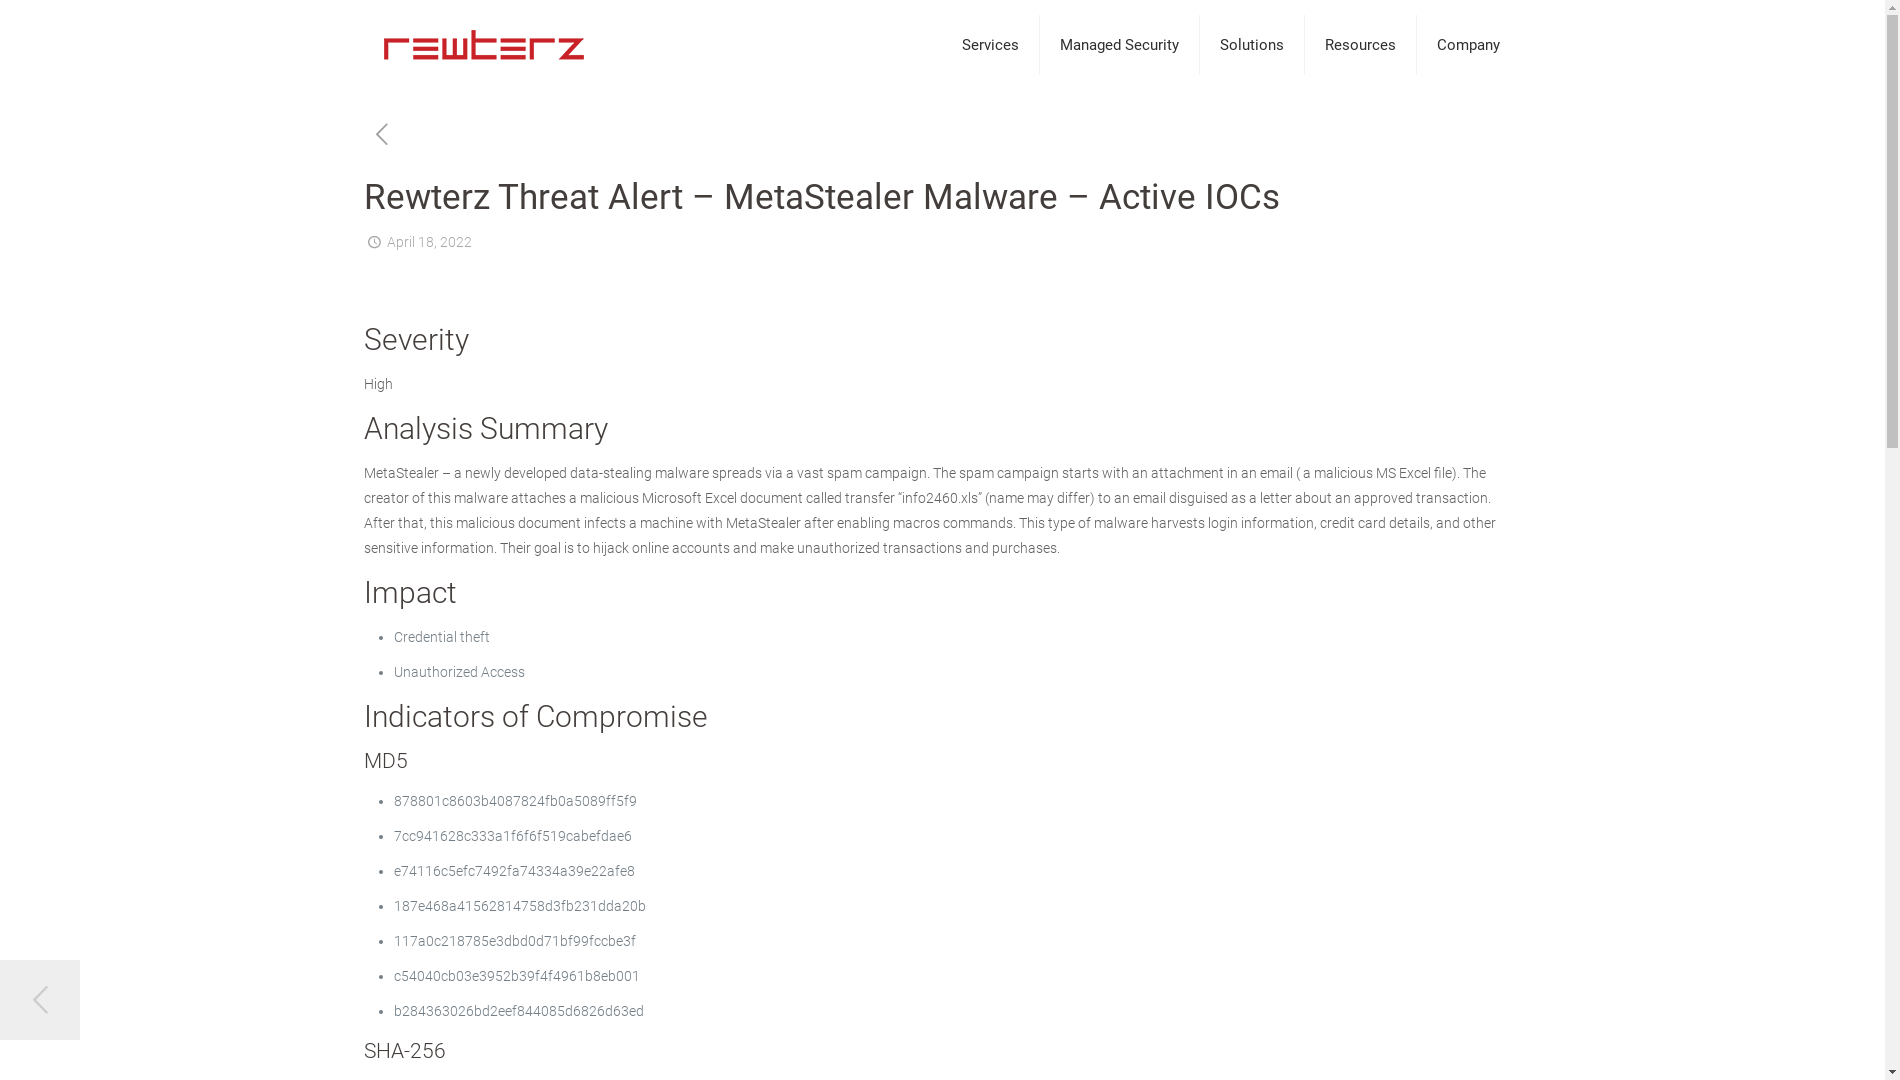 rewterz
Services
Managed Security
Solutions
Resources
Company
Rewterz Threat Alert – MetaStealer Malware – Active IOCs
April 18, 2022
Severity
High
Analysis Summary
MetaStealer – a newly developed data-stealing malware spreads via a vast spam campaign. The spam campaign starts with an attachment in an email ( a malicious MS Excel file). The
creator of this malware attaches a malicious Microsoft Excel document called transfer “info2460.xls” (name may differ) to an email disguised as a letter about an approved transaction.
After that, this malicious document infects a machine with MetaStealer after enabling macros commands. This type of malware harvests login information, credit card details, and other
sensitive information. Their goal is to hijack online accounts and make unauthorized transactions and purchases.
Impact
• Credential theft
• Unauthorized Access
Indicators of Compromise
MD5
• 878801c8603b4087824fb0a5089ff5f9
• 7cc941628c333a1f6f6f519cabefdae6
• e74116c5efc7492fa74334a39e22afe8
• 187e468a41562814758d3fb231dda20b
• 117a0c218785e3dbd0d71bf99fccbe3f
• c54040cb03e3952b39f4f4961b8eb001
• b284363026bd2eef844085d6826d63ed
SHA-256